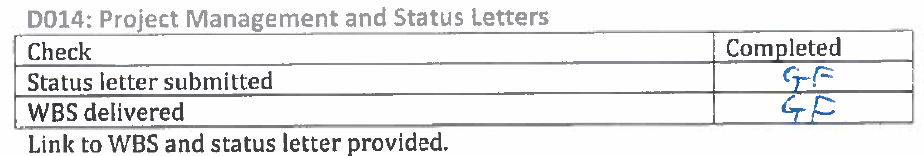 D014: Project Management and Status Letters
Check Completed
Status letter submitted GF
WBS delivered GF
Link to WBS and status letter provided.